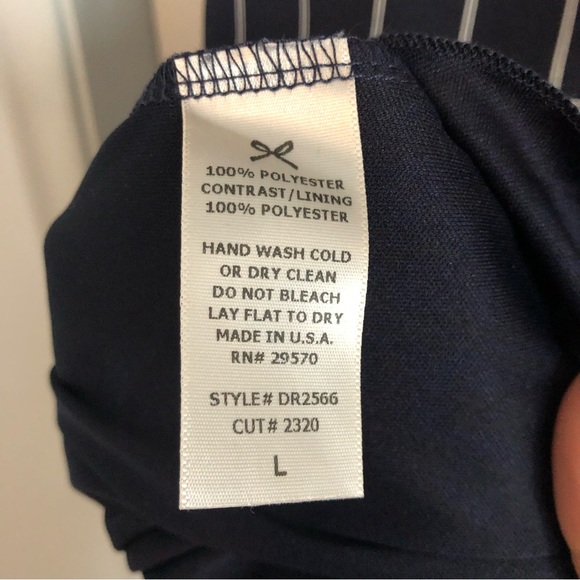 100% POLYESTER
CONTRAST/LINING
100% POLYESTER
HAND WASH COLD
OR DRY CLEAN
DO NOT BLEACH
LAY FLAT TO DRY
MADE IN U.S.A.
RN# 29570
STYLE# DR2566
CUT# 2320
L